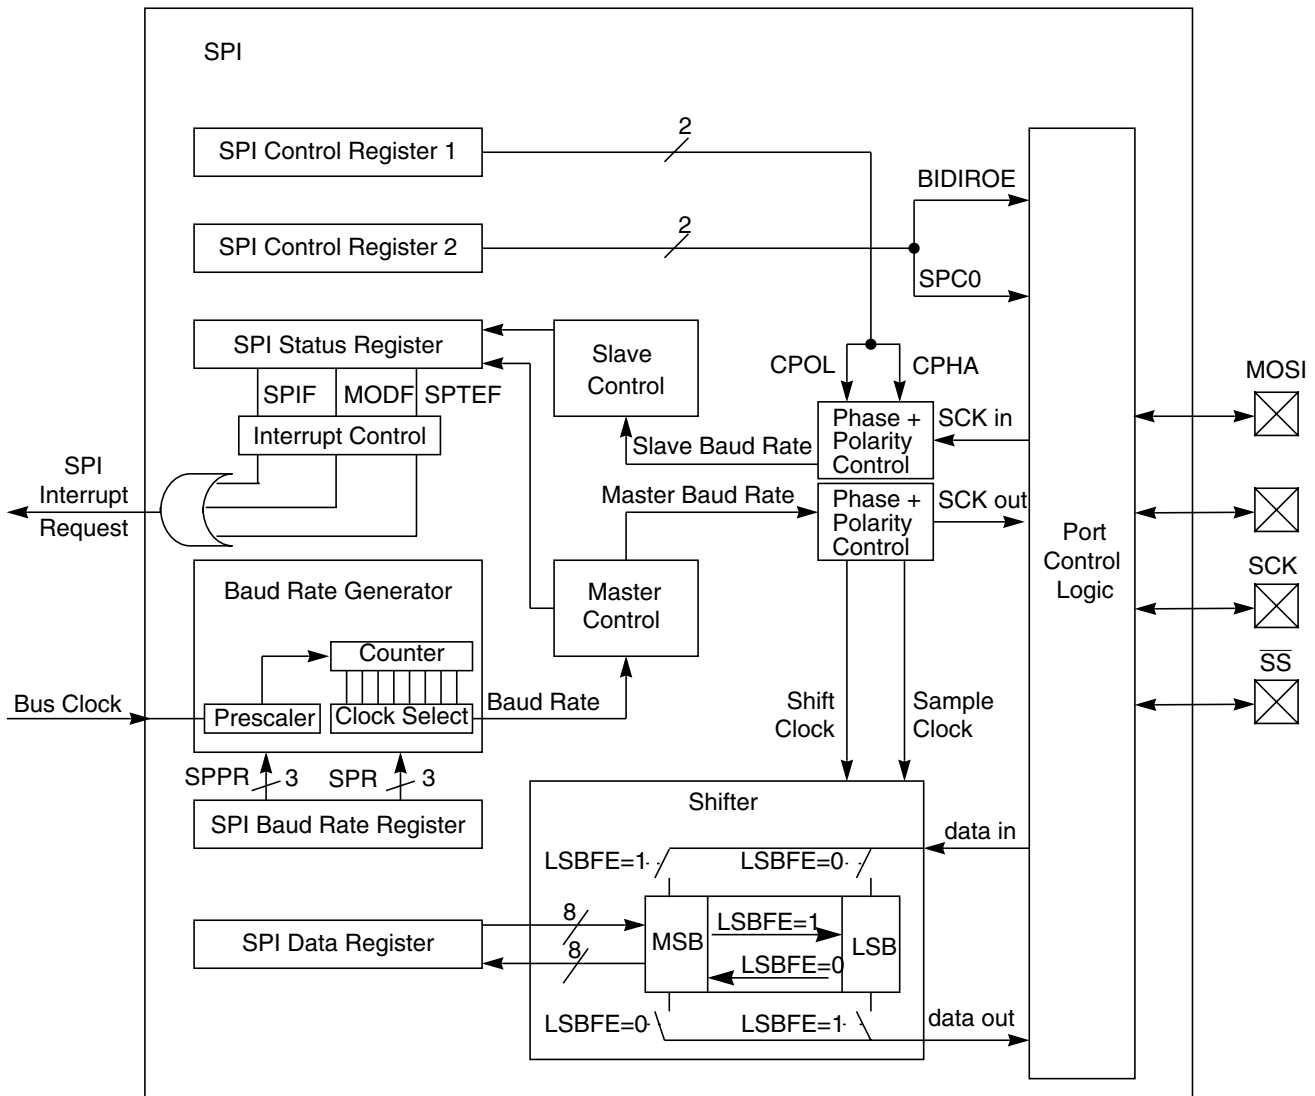 SPI
SPI Control Register 1
2
BIDIROE
SPI Control Register 2
2
SPC0
SPI Status Register
Slave
Control
CPOL
CPHA
MOSI
SPIF
MODF
SPTEF
Interrupt Control
Phase +
Polarity
Control
SCK in
Slave Baud Rate
SPI
Interrupt
Request
Master Baud Rate
Phase +
Polarity
Control
SCK out
Port
Control
Logic
SCK
Baud Rate Generator
Master
Control
Counter
SS
Bus Clock
Prescaler
Clock Select
Baud Rate
Shift
Clock
Sample
Clock
SPPR
3
SPR
3
SPI Baud Rate Register
Shifter
data in
LSBFE=1
LSBFE=0
SPI Data Register
8
8
MSB
LSBFE=1
LSBFE=0
LSB
LSBFE=0
LSBFE=1
data out